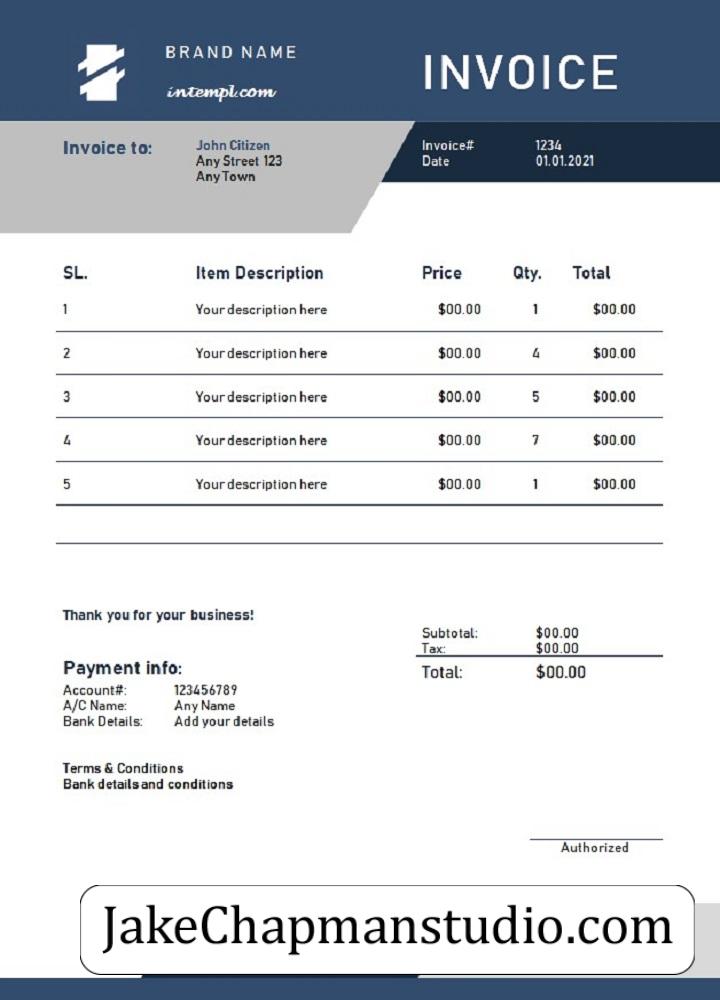 BRAND NAME
intempl.com
INVOICE
Invoice to:
John Citizen
Any Street 123
Any Town
Invoice# 1234
Date 01.01.2021
SL. Item Description Price Qty. Total
1 Your description here $00.00 1 $00.00
2 Your description here $00.00 4 $00.00
3 Your description here $00.00 5 $00.00
4 Your description here $00.00 7 $00.00
5 Your description here $00.00 1 $00.00
Thank you for your business!
Subtotal: $00.00
Tax: $00.00
Total: $00.00
Payment info:
Account#: 123456789
A/C Name: Any Name
Bank Details: Add your details
Terms & Conditions
Bank details and conditions
Authorized
JakeChapmanstudio.com